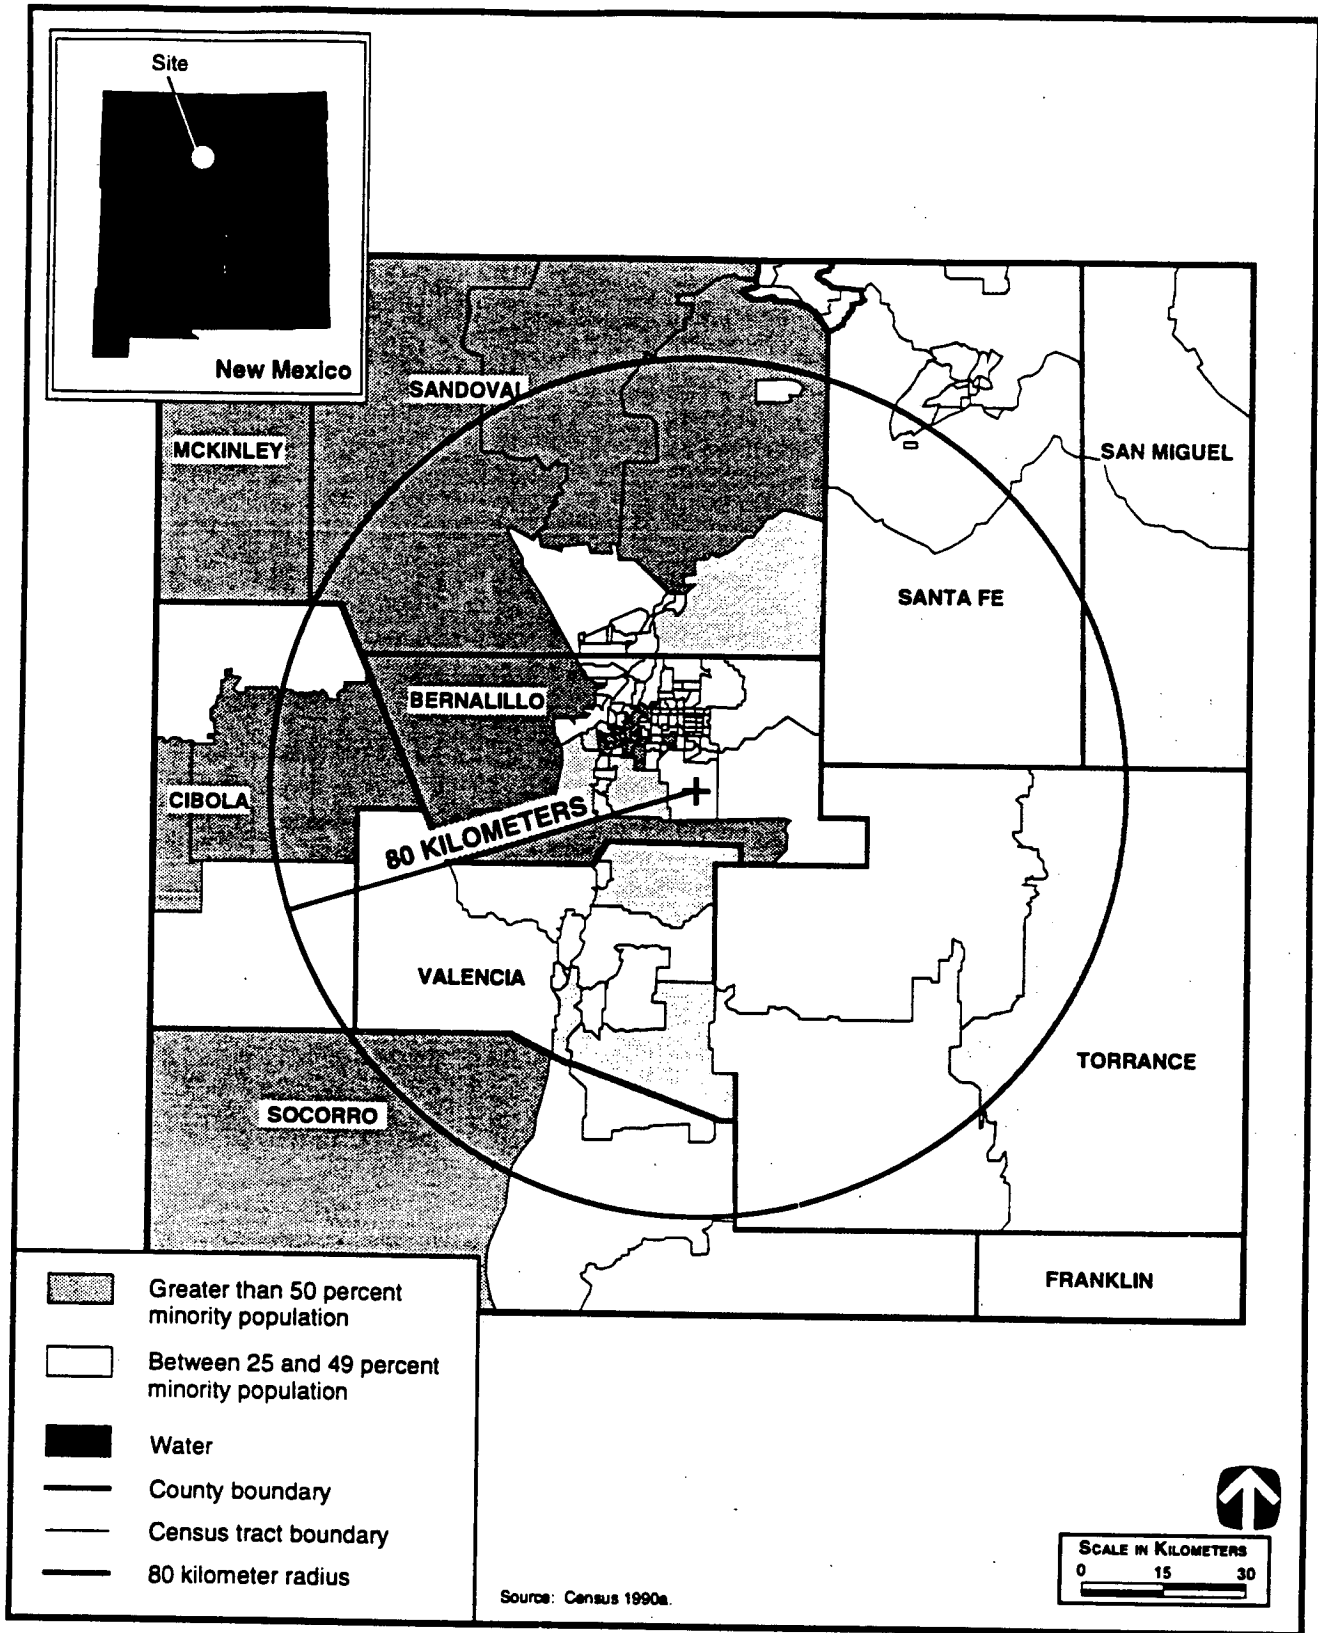 Site
New Mexico
SANDOVAL
MCKINLEY
SAN MIGUEL
SANTA FE
BERNALILLO
CIBOLA
80 KILOMETERS
VALENCIA
TORRANCE
SOCORRO
FRANKLIN
Greater than 50 percent
minority population
Between 25 and 49 percent
minority population
Water
County boundary
Census tract boundary
80 kilometer radius
Source: Census 1990a.
SCALE IN KILOMETERS
0 15 30